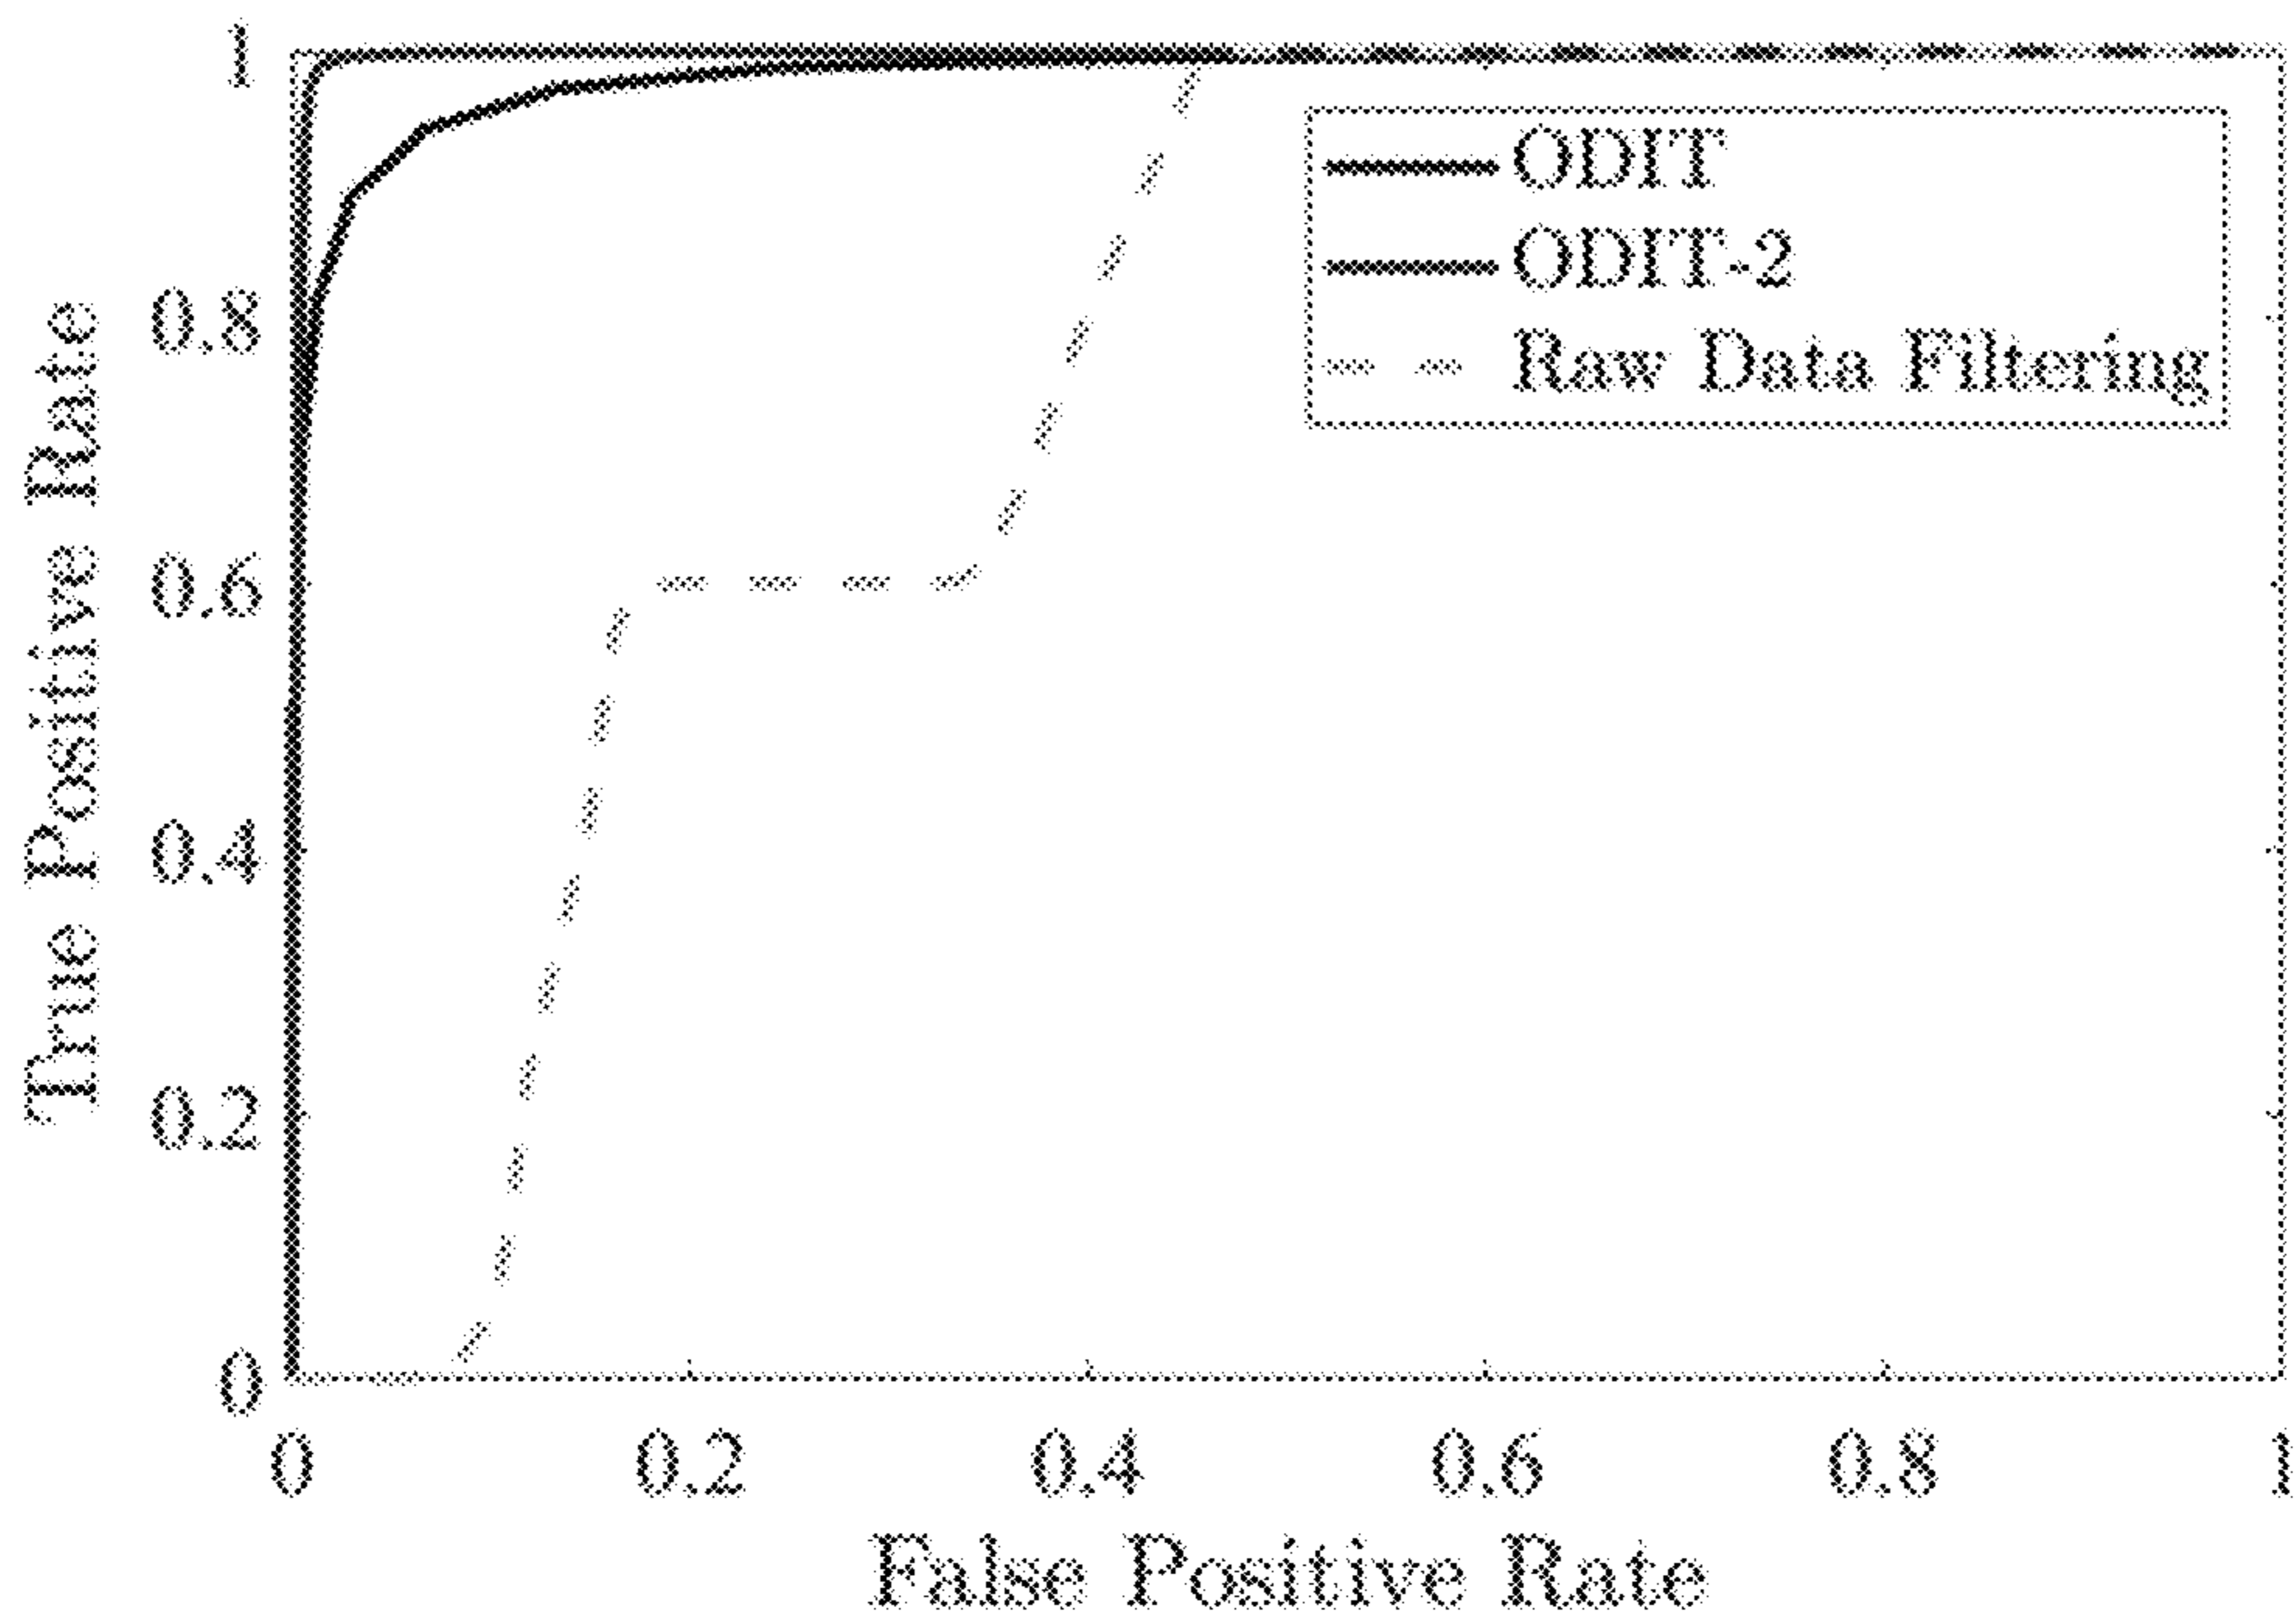 True Positive Rate
1
0.8
0.6
0.4
0.2
0
ODIT
ODIT-2
Raw Data Filtering
0 0.2 0.4 0.6 0.8 1
False Positive Rate